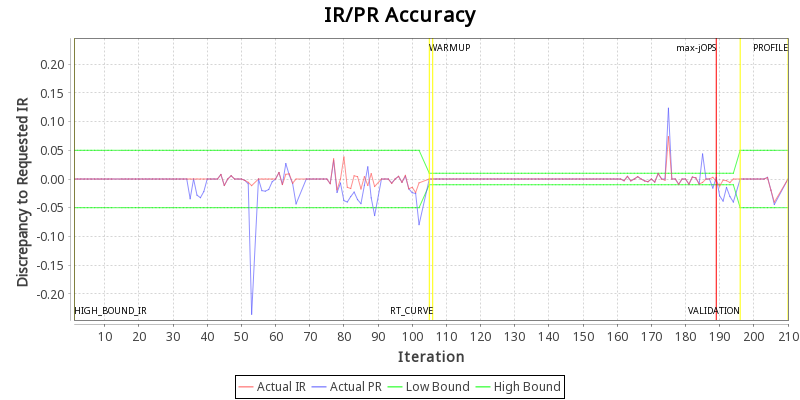 IR/PR Accuracy
Discrepancy to Requested IR
0.20
0.15
0.10
0.05
0.00
-0.05
-0.10
-0.15
-0.20
WARMUP
max-jOPS
PROFILE
HIGH_BOUND_IR
RT_CURVE
VALIDATION
10 20 30 40 50 60 70 80 90 100 110 120 130 140 150 160 170 180 190 200 210
Iteration
Actual IR Actual PR Low Bound High Bound